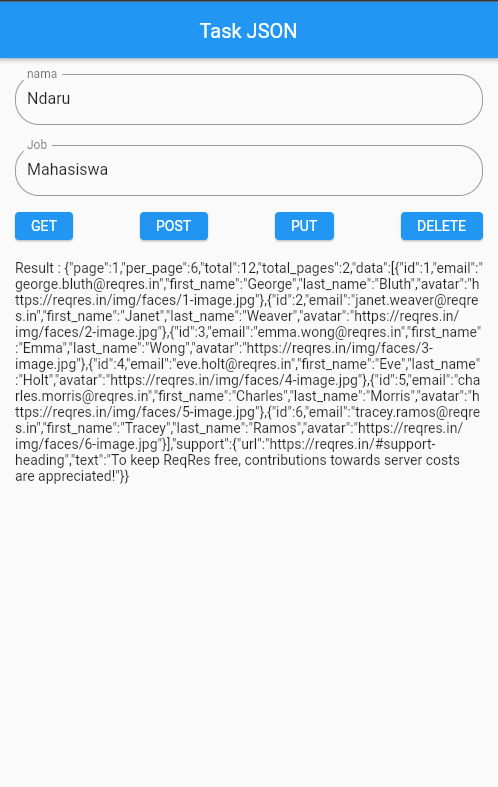 Task JSON
nama
Ndaru
Job
Mahasiswa
GET POST PUT DELETE
Result : {"page":1,"per_page":6,"total":12,"total_pages":2,"data":[{"id":1,"email":"
george.bluth@reqres.in","first_name":"George","last_name":"Bluth","avatar":"h
ttps://reqres.in/img/faces/1-image.jpg"},{"id":2,"email":"janet.weaver@reqre
s.in","first_name":"Janet","last_name":"Weaver","avatar":"https://reqres.in/
img/faces/2-image.jpg"},{"id":3,"email":"emma.wong@reqres.in","first_name"
:"Emma","last_name":"Wong","avatar":"https://reqres.in/img/faces/3-
image.jpg"},{"id":4,"email":"eve.holt@reqres.in","first_name":"Eve","last_name"
:"Holt","avatar":"https://reqres.in/img/faces/4-image.jpg"},{"id":5,"email":"cha
rles.morris@reqres.in","first_name":"Charles","last_name":"Morris","avatar":"h
ttps://reqres.in/img/faces/5-image.jpg"},{"id":6,"email":"tracey.ramos@reqre
s.in","first_name":"Tracey","last_name":"Ramos","avatar":"https://reqres.in/
img/faces/6-image.jpg"}],"support":{"url":"https://reqres.in/#support-
heading","text":"To keep ReqRes free, contributions towards server costs
are appreciated!"}}